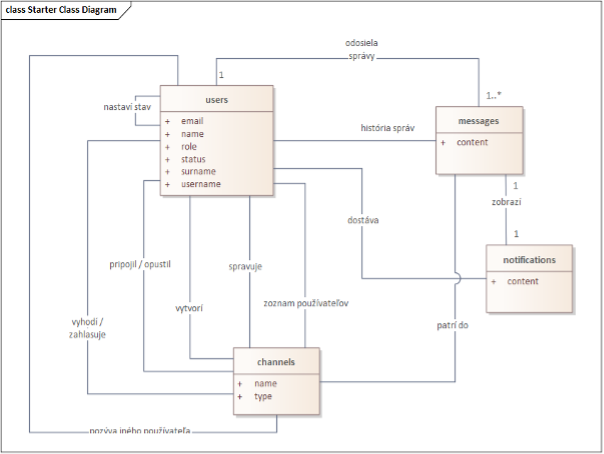 class Starter Class Diagram
odosiela
správy
1
1..*
nastaví stav
users
+ email
+ name
+ role
+ status
+ surname
+ username
história správ
messages
+ content
1
zobrazí
1
dostáva
notifications
+ content
pripojil / opustil
spravuje
vytvorí
zoznam používateľov
vyhodí /
zahlasuje
patrí do
channels
+ name
+ type
pozýva iného používateľa